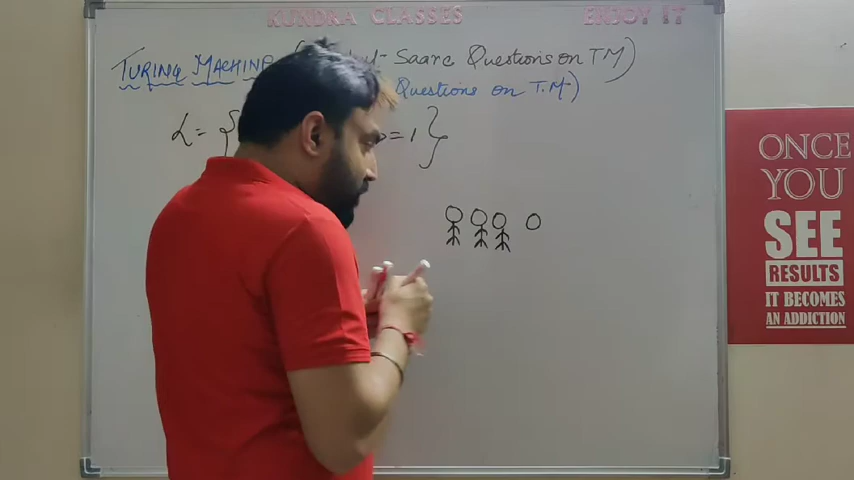 KUNDRA CLASSES ENJOY IT
TURING MACHINE -Saare Questions on TM)
Questions on T.M)
L= { =1 }
ONCE
YOU
SEE
RESULTS
IT BECOMES
AN ADDICTION